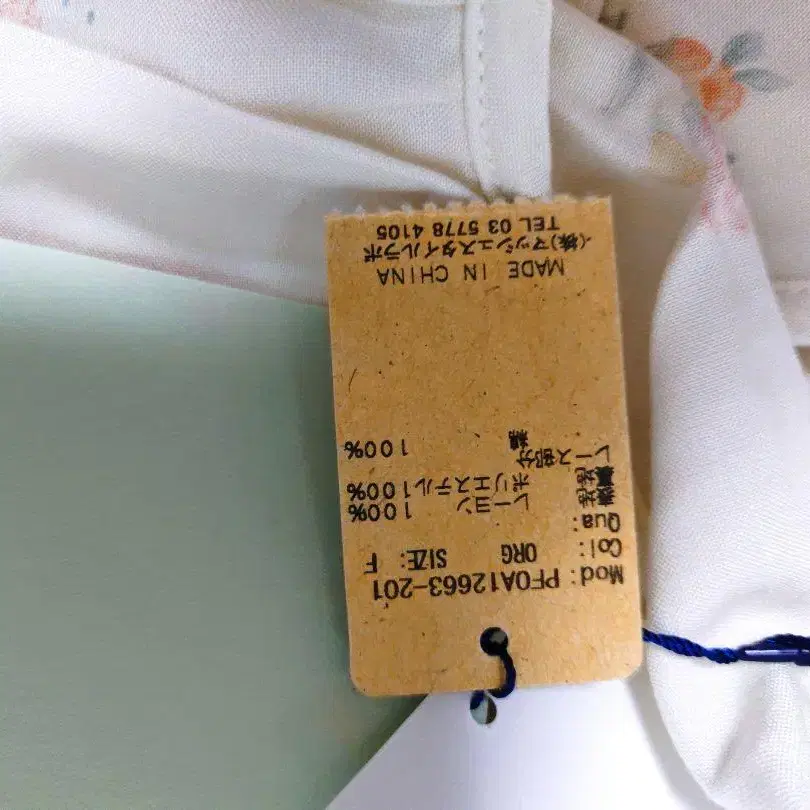 Mod: PFOA12663-201
Col: ORG SIZE: F
Qua:
表地 レーヨン 100%
裏地 ポリエステル100%
レース部分
綿 100%
MADE IN CHINA
(株)マッシュスタイルラボ
TEL 03 5778 4105